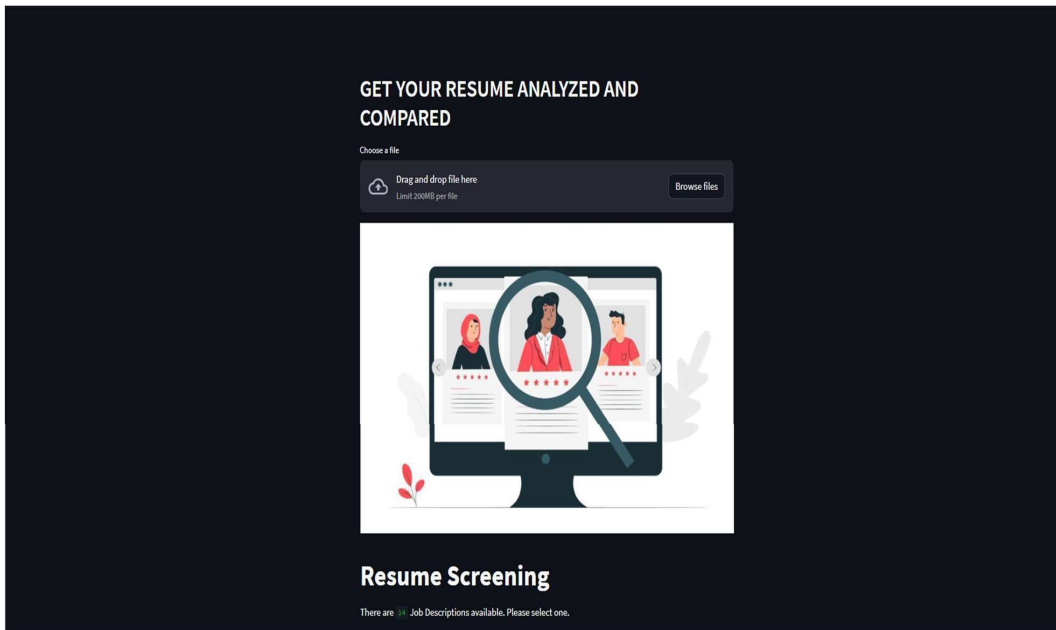 GET YOUR RESUME ANALYZED AND
COMPARED
Choose a file
Drag and drop file here
Limit 200MB per file
Browse files
Resume Screening
There are 14 Job Descriptions available. Please select one.